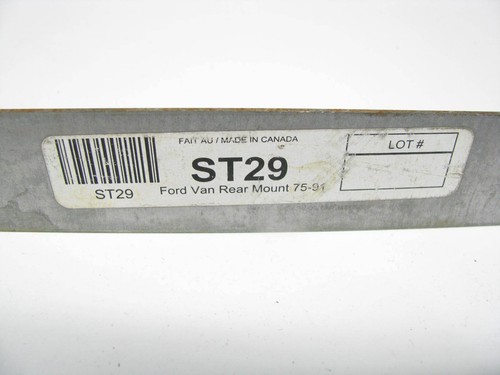 FAIT AU / MADE IN CANADA
ST29
Ford Van Rear Mount 75-91
ST29
LOT #